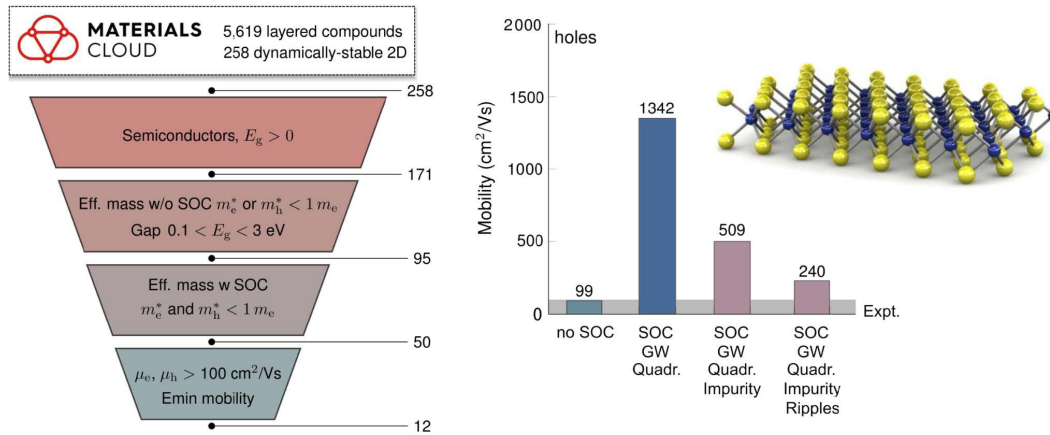 MATERIALS
CLOUD
5,619 layered compounds
258 dynamically-stable 2D
258
Semiconductors, E_g > 0
171
Eff. mass w/o SOC m*_e or m*_h < 1 m_e
Gap 0.1 < E_g < 3 eV
95
Eff. mass w SOC
m*_e and m*_h < 1 m_e
50
μ_e, μ_h > 100 cm²/Vs
Emin mobility
12
holes
Mobility (cm²/Vs)
2000
1500
1000
500
0
99
1342
509
240
Expt.
no SOC
SOC
GW
Quadr.
SOC
GW
Quadr.
Impurity
SOC
GW
Quadr.
Impurity
Ripples